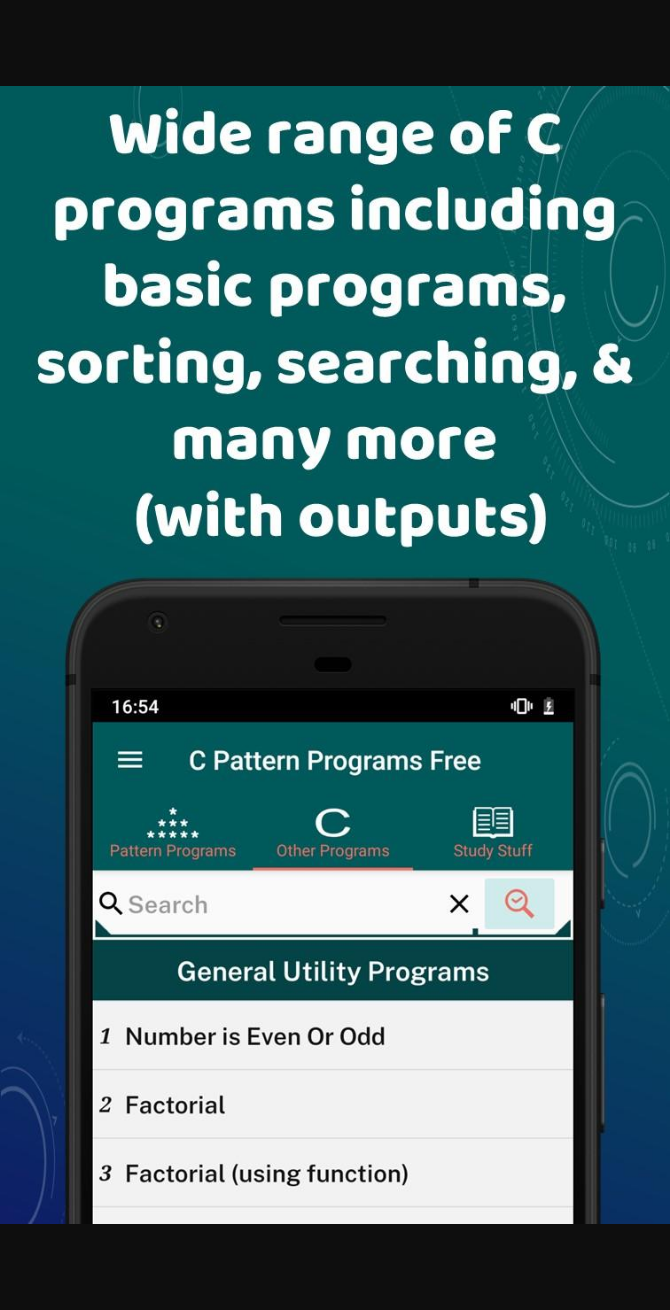 Wide range of C
programs including
basic programs,
sorting, searching, &
many more
(with outputs)
16:54
C Pattern Programs Free
Pattern Programs
C
Other Programs
Study Stuff
Search
General Utility Programs
1 Number is Even Or Odd
2 Factorial
3 Factorial (using function)